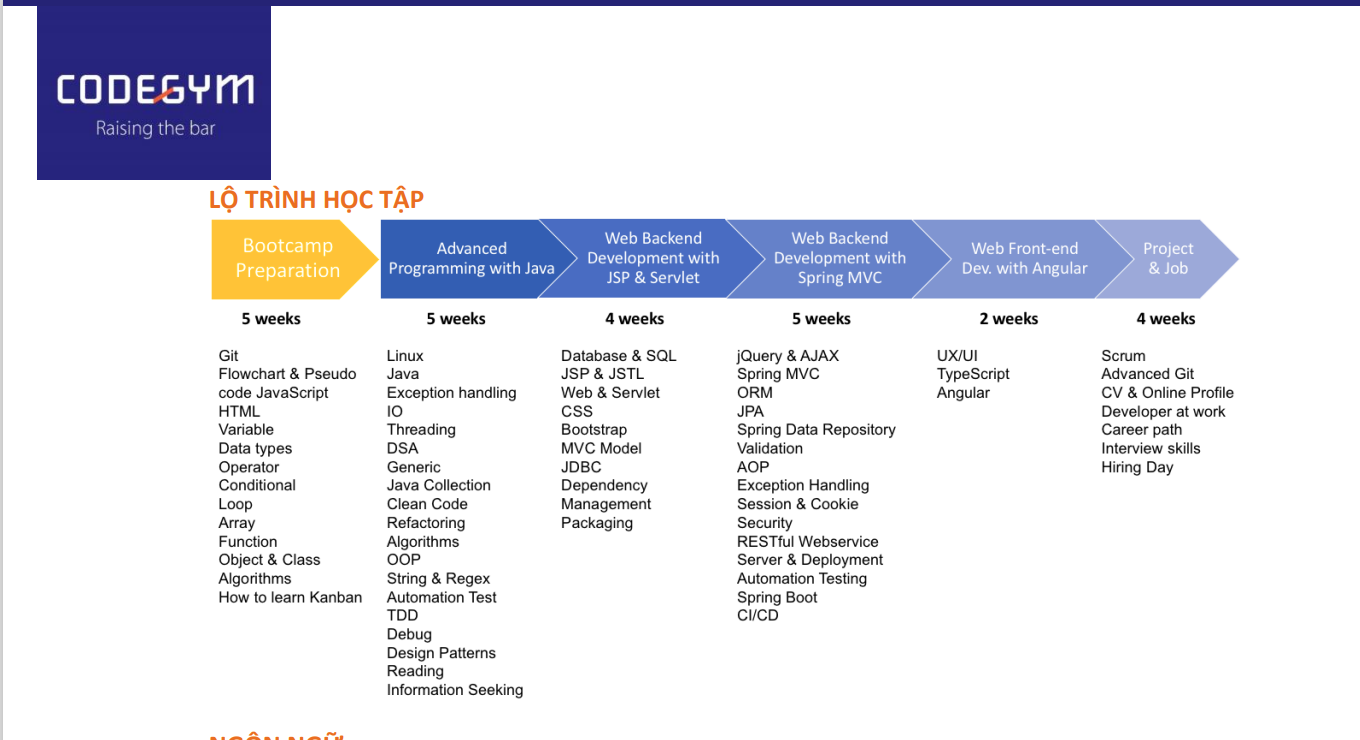 CODEGYM
Raising the bar
LỘ TRÌNH HỌC TẬP
Bootcamp
Preparation
Advanced
Programming with Java
Web Backend
Development with
JSP & Servlet
Web Backend
Development with
Spring MVC
Web Front-end
Dev. with Angular
Project
& Job
5 weeks
5 weeks
4 weeks
5 weeks
2 weeks
4 weeks
Git
Flowchart & Pseudo
code JavaScript
HTML
Variable
Data types
Operator
Conditional
Loop
Array
Function
Object & Class
Algorithms
How to learn Kanban
Linux
Java
Exception handling
IO
Threading
DSA
Generic
Java Collection
Clean Code
Refactoring
Algorithms
OOP
String & Regex
Automation Test
TDD
Debug
Design Patterns
Reading
Information Seeking
Database & SQL
JSP & JSTL
Web & Servlet
CSS
Bootstrap
MVC Model
JDBC
Dependency
Management
Packaging
jQuery & AJAX
Spring MVC
ORM
JPA
Spring Data Repository
Validation
AOP
Exception Handling
Session & Cookie
Security
RESTful Webservice
Server & Deployment
Automation Testing
Spring Boot
CI/CD
UX/UI
TypeScript
Angular
Scrum
Advanced Git
CV & Online Profile
Developer at work
Career path
Interview skills
Hiring Day
NGÔN NGỮ